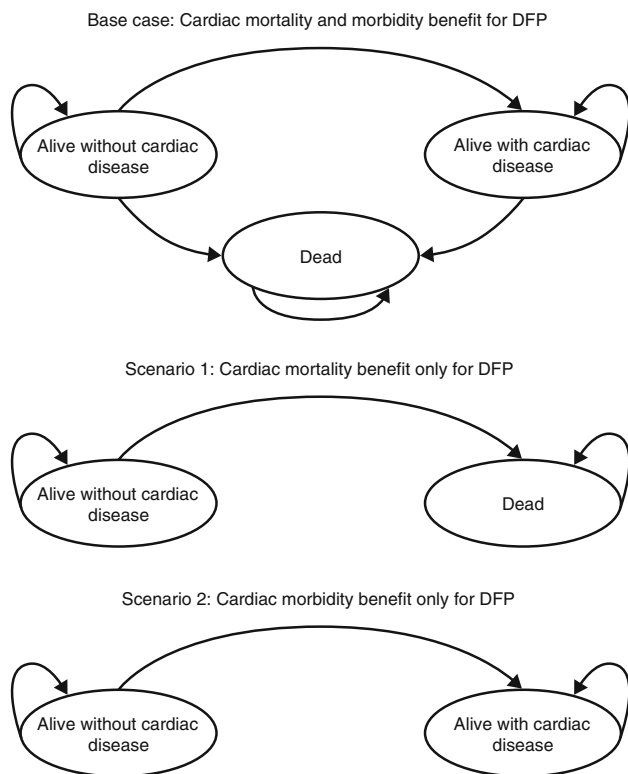 Base case: Cardiac mortality and morbidity benefit for DFP
Alive without cardiac
disease
Alive with cardiac
disease
Dead
Scenario 1: Cardiac mortality benefit only for DFP
Alive without cardiac
disease
Dead
Scenario 2: Cardiac morbidity benefit only for DFP
Alive without cardiac
disease
Alive with cardiac
disease